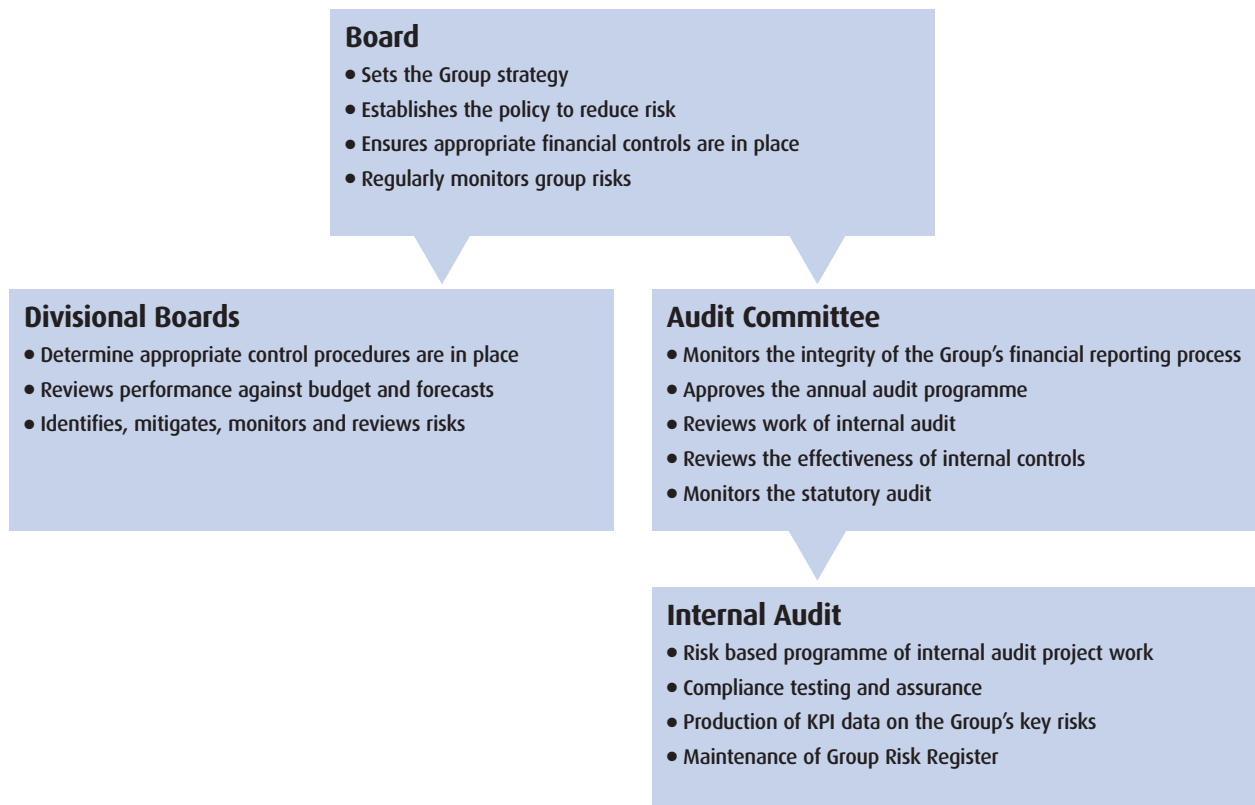 Board
• Sets the Group strategy
• Establishes the policy to reduce risk
• Ensures appropriate financial controls are in place
• Regularly monitors group risks
Divisional Boards
• Determine appropriate control procedures are in place
• Reviews performance against budget and forecasts
• Identifies, mitigates, monitors and reviews risks
Audit Committee
• Monitors the integrity of the Group's financial reporting process
• Approves the annual audit programme
• Reviews work of internal audit
• Reviews the effectiveness of internal controls
• Monitors the statutory audit
Internal Audit
• Risk based programme of internal audit project work
• Compliance testing and assurance
• Production of KPI data on the Group's key risks
• Maintenance of Group Risk Register